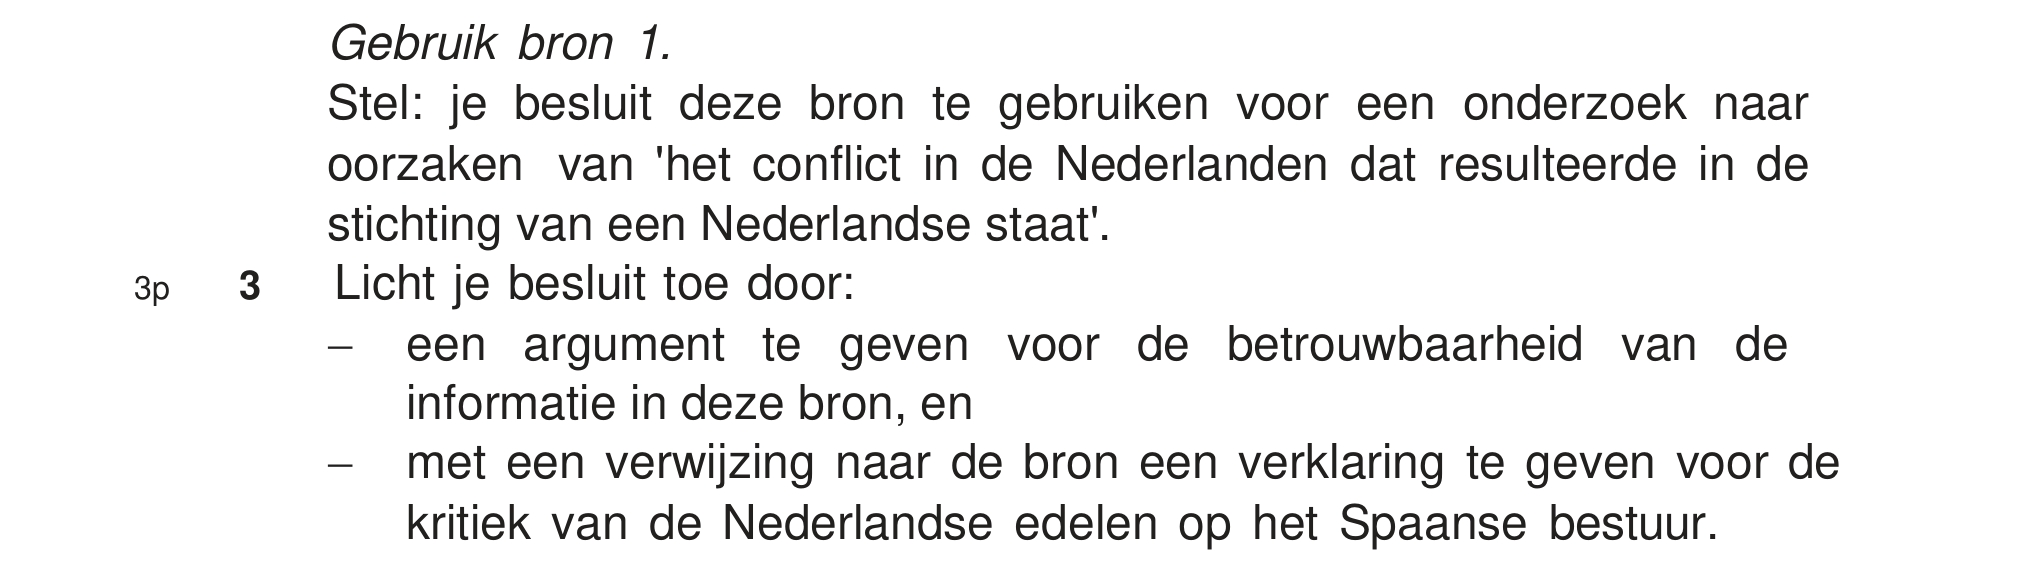 Gebruik bron 1.
Stel: je besluit deze bron te gebruiken voor een onderzoek naar
oorzaken van 'het conflict in de Nederlanden dat resulteerde in de
stichting van een Nederlandse staat'.
3p 3 Licht je besluit toe door:
– een argument te geven voor de betrouwbaarheid van de
informatie in deze bron, en
– met een verwijzing naar de bron een verklaring te geven voor de
kritiek van de Nederlandse edelen op het Spaanse bestuur.